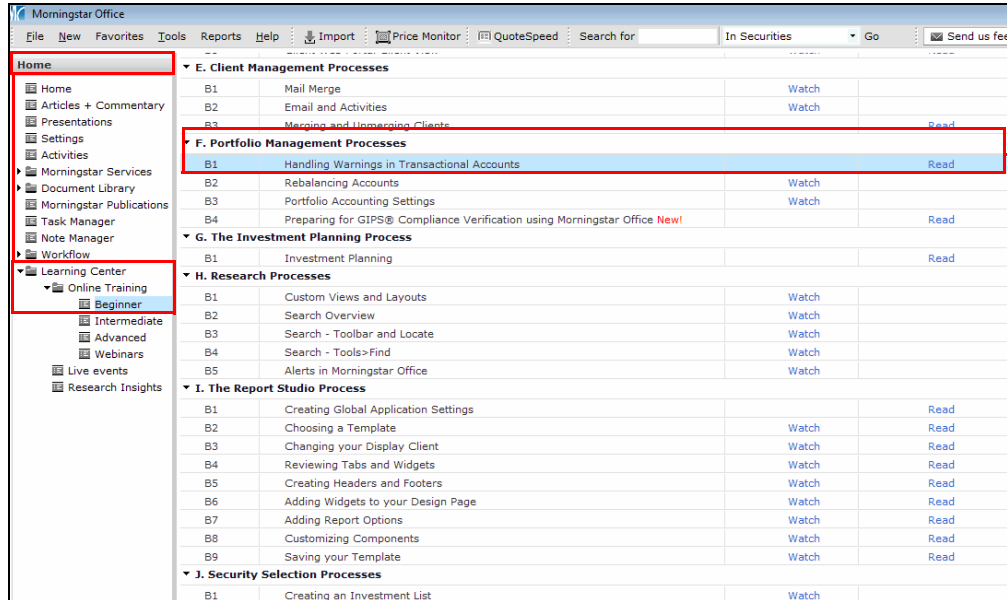 Morningstar Office
File New Favorites Tools Reports Help Import Price Monitor QuoteSpeed Search for In Securities Go Send us fee
Home
Home
Articles + Commentary
Presentations
Settings
Activities
Morningstar Services
Document Library
Morningstar Publications
Task Manager
Note Manager
Workflow
Learning Center
Online Training
Beginner
Intermediate
Advanced
Webinars
Live events
Research Insights
E. Client Management Processes
B1 Mail Merge Watch
B2 Email and Activities Watch
B3 Merging and Unmerging Clients Read
F. Portfolio Management Processes
B1 Handling Warnings in Transactional Accounts Read
B2 Rebalancing Accounts Watch
B3 Portfolio Accounting Settings Watch
B4 Preparing for GIPS® Compliance Verification using Morningstar Office New! Read
G. The Investment Planning Process
B1 Investment Planning Read
H. Research Processes
B1 Custom Views and Layouts Watch
B2 Search Overview Watch
B3 Search - Toolbar and Locate Watch
B4 Search - Tools>Find Watch
B5 Alerts in Morningstar Office Watch
I. The Report Studio Process
B1 Creating Global Application Settings Read
B2 Choosing a Template Watch Read
B3 Changing your Display Client Watch Read
B4 Reviewing Tabs and Widgets Watch Read
B5 Creating Headers and Footers Watch Read
B6 Adding Widgets to your Design Page Watch Read
B7 Adding Report Options Watch Read
B8 Customizing Components Watch Read
B9 Saving your Template Watch Read
J. Security Selection Processes
B1 Creating an Investment List Watch